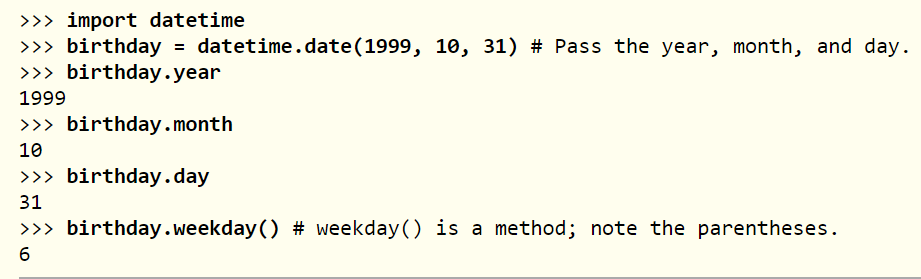 >>> import datetime
>>> birthday = datetime.date(1999, 10, 31) # Pass the year, month, and day.
>>> birthday.year
1999
>>> birthday.month
10
>>> birthday.day
31
>>> birthday.weekday() # weekday() is a method; note the parentheses.
6